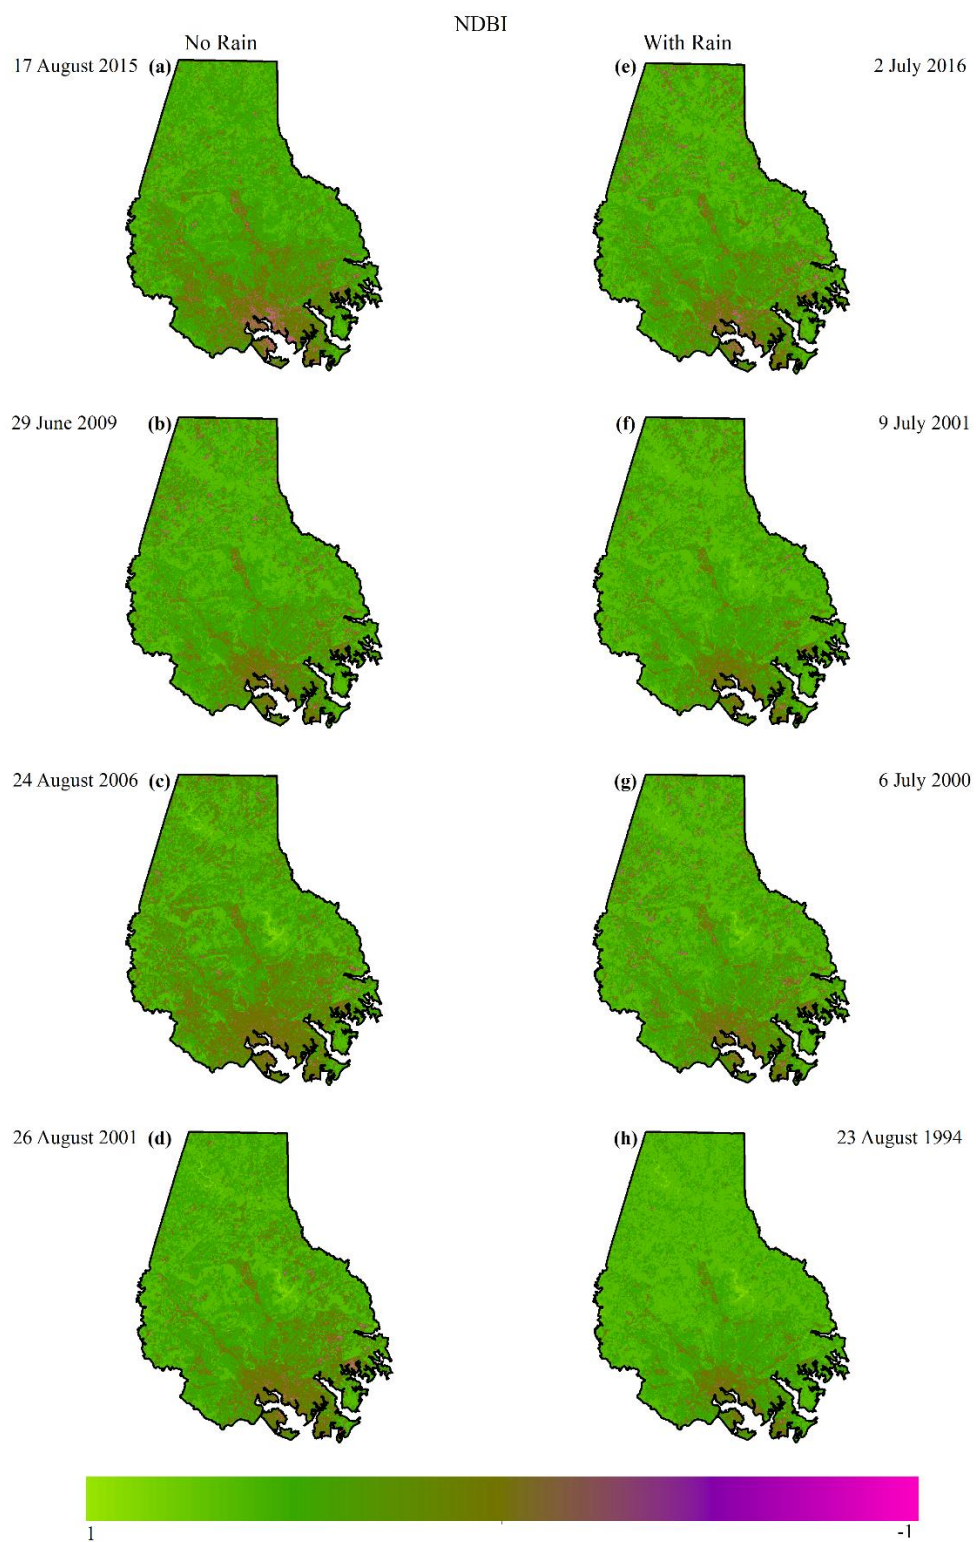 NDBI
No Rain
With Rain
17 August 2015 (a)
(e) 2 July 2016
29 June 2009 (b)
(f) 9 July 2001
24 August 2006 (c)
(g) 6 July 2000
26 August 2001 (d)
(h) 23 August 1994
1
-1